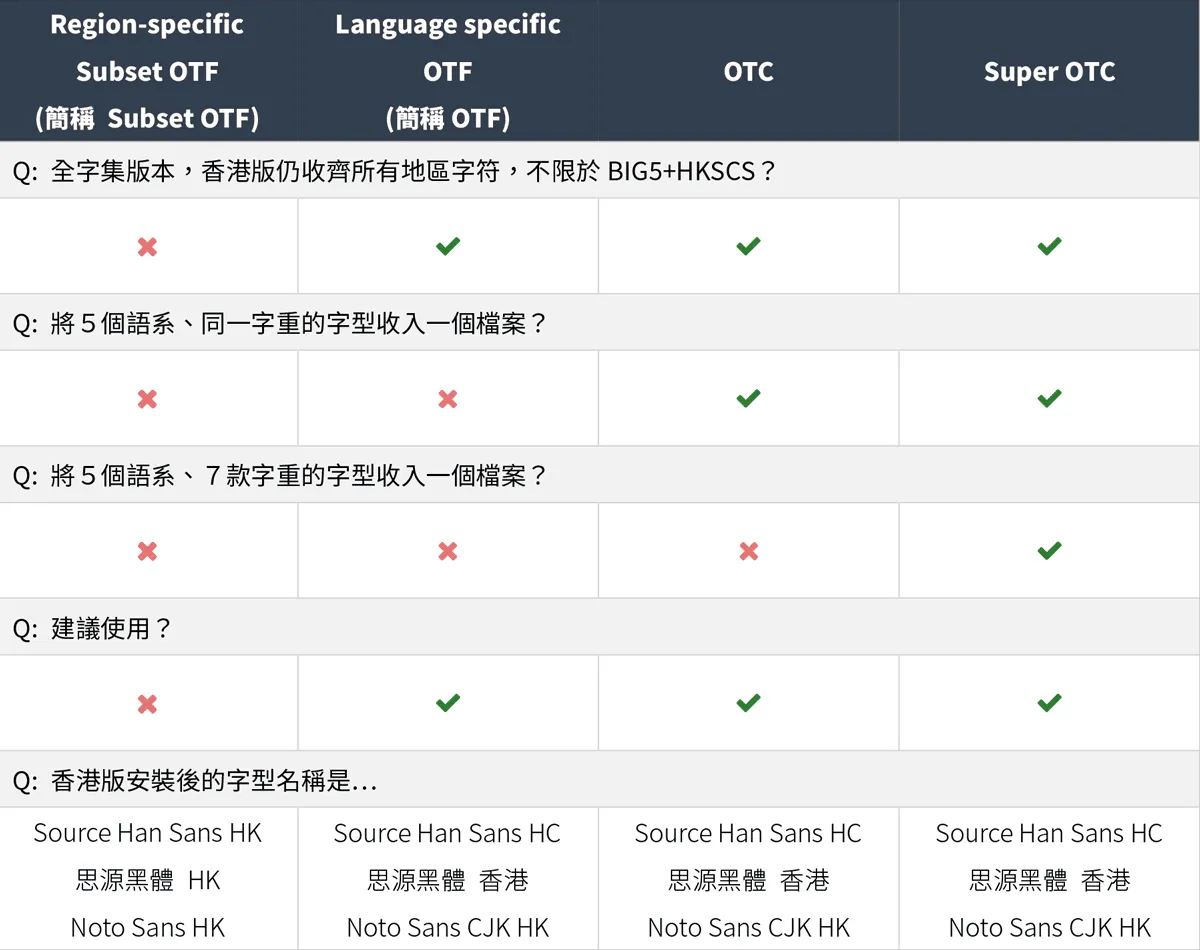 Region-specific
Subset OTF
(簡稱 Subset OTF)
Language specific
OTF
(簡稱 OTF)
OTC
Super OTC
Q: 全字集版本，香港版仍收齊所有地區字符，不限於 BIG5+HKSCS？
Q: 將５個語系、同一字重的字型收入一個檔案？
Q: 將５個語系、７款字重的字型收入一個檔案？
Q: 建議使用？
Q: 香港版安裝後的字型名稱是…
Source Han Sans HK
思源黑體 HK
Noto Sans HK
Source Han Sans HC
思源黑體 香港
Noto Sans CJK HK
Source Han Sans HC
思源黑體 香港
Noto Sans CJK HK
Source Han Sans HC
思源黑體 香港
Noto Sans CJK HK